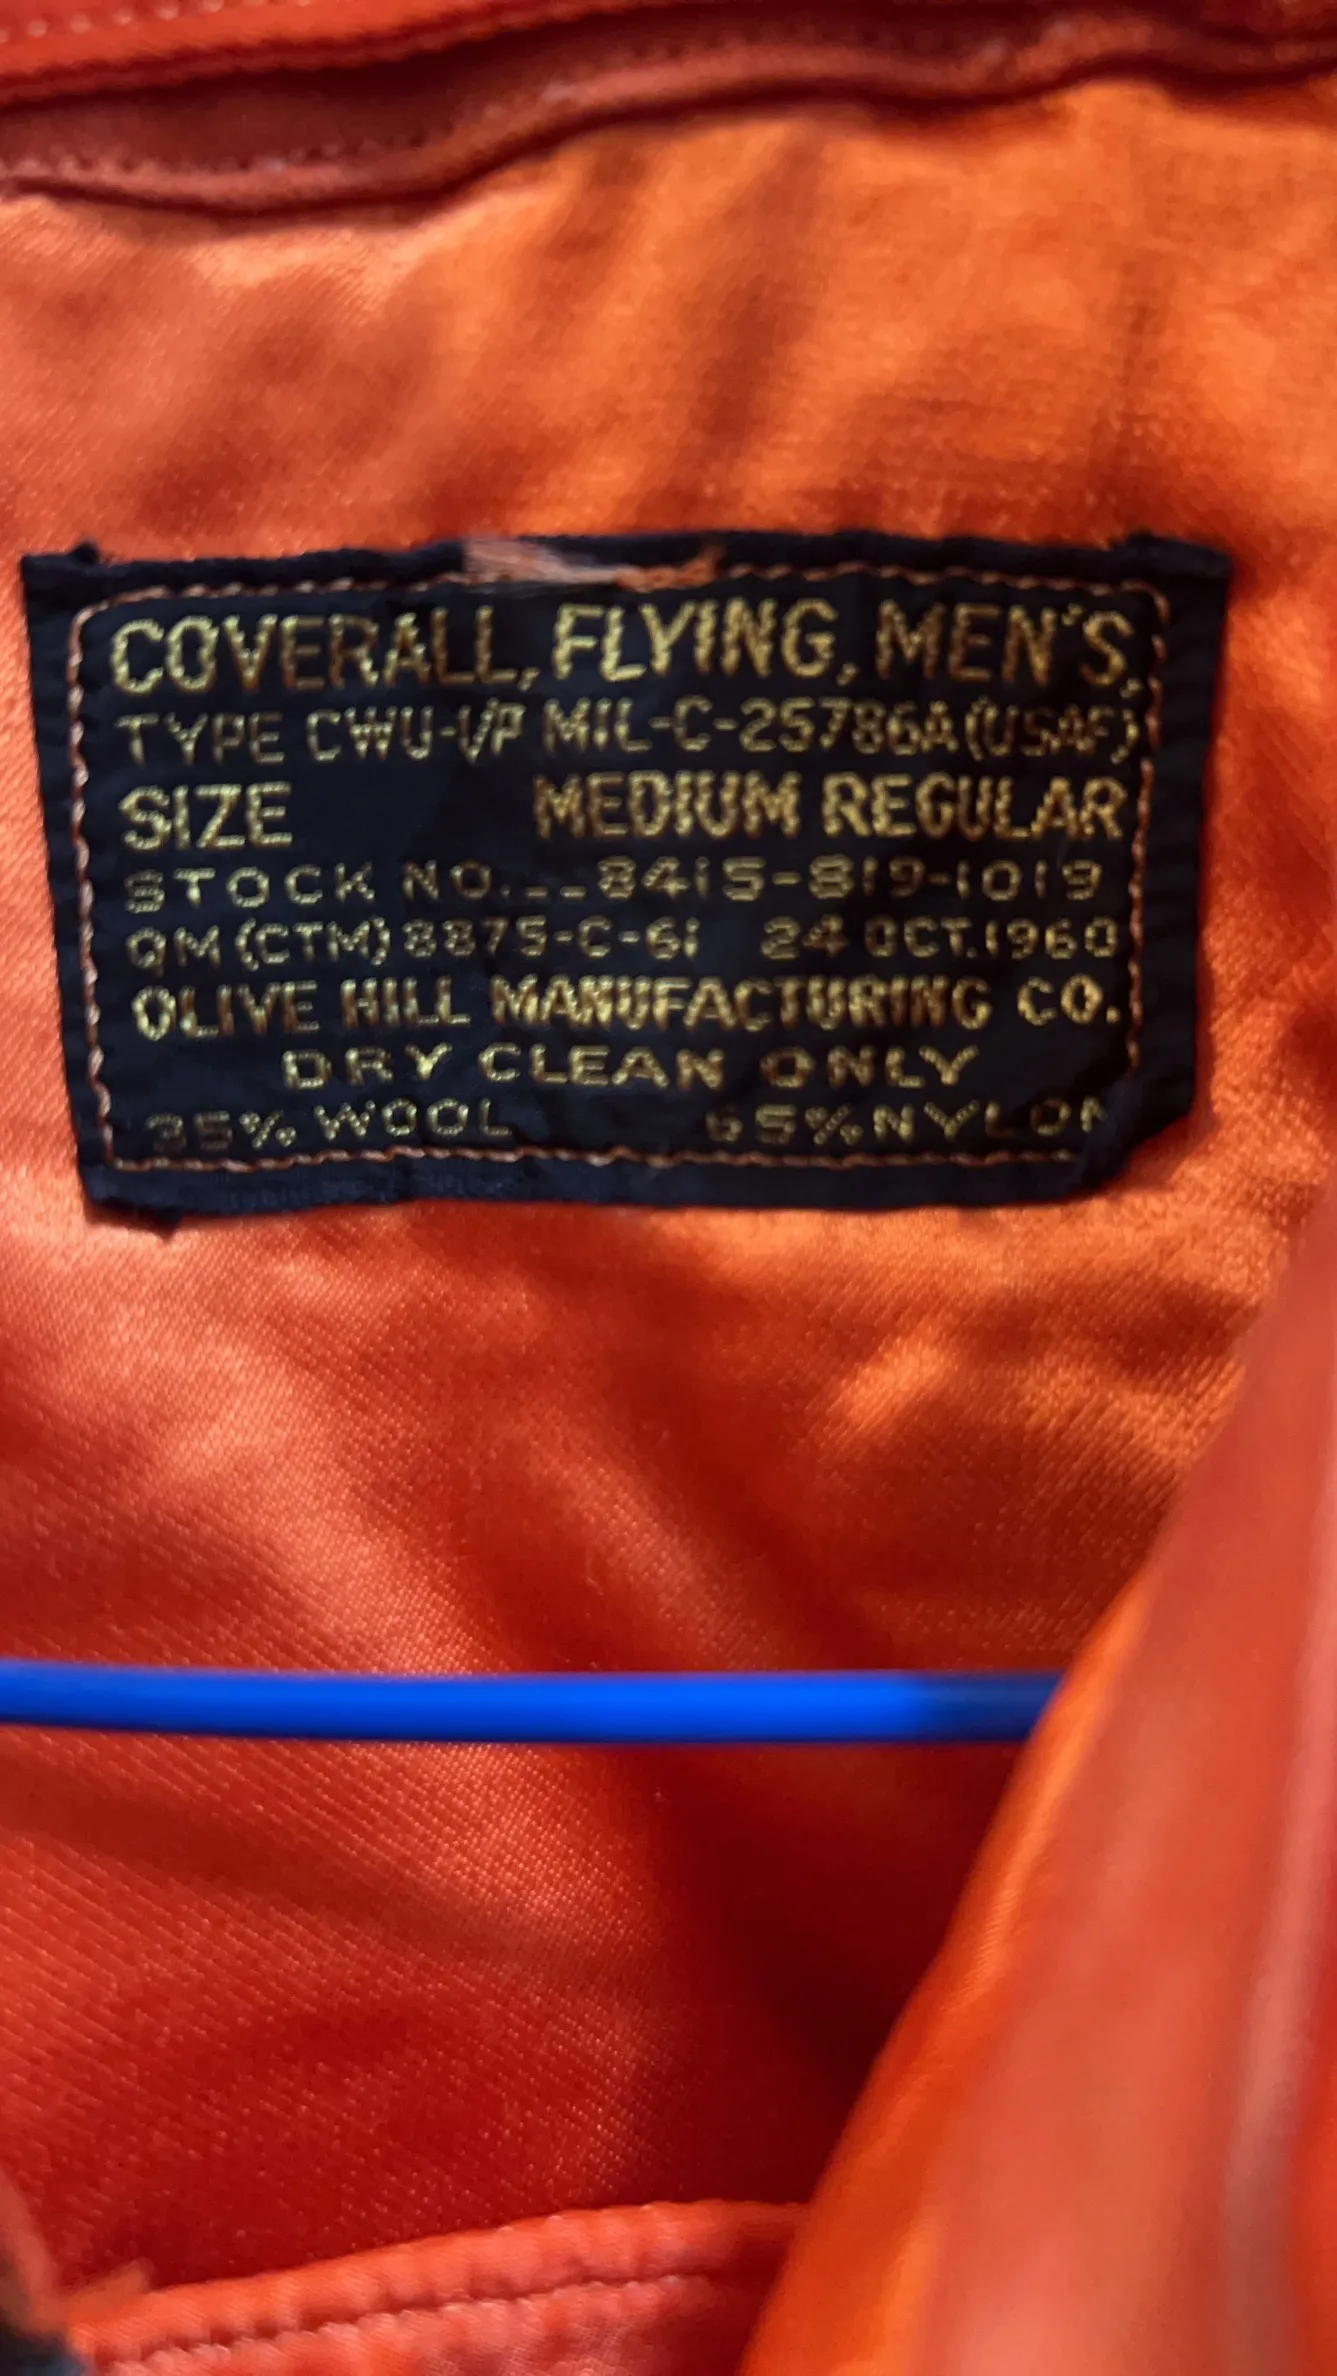 COVERALL, FLYING, MEN'S,
TYPE CWU-1/P MIL-C-25786A(USAF)
SIZE MEDIUM REGULAR
STOCK NO.__8415-819-1019
QM(CTM)8875-C-61 24 OCT.1960
OLIVE HILL MANUFACTURING CO.
DRY CLEAN ONLY
35% WOOL 65% NYLON